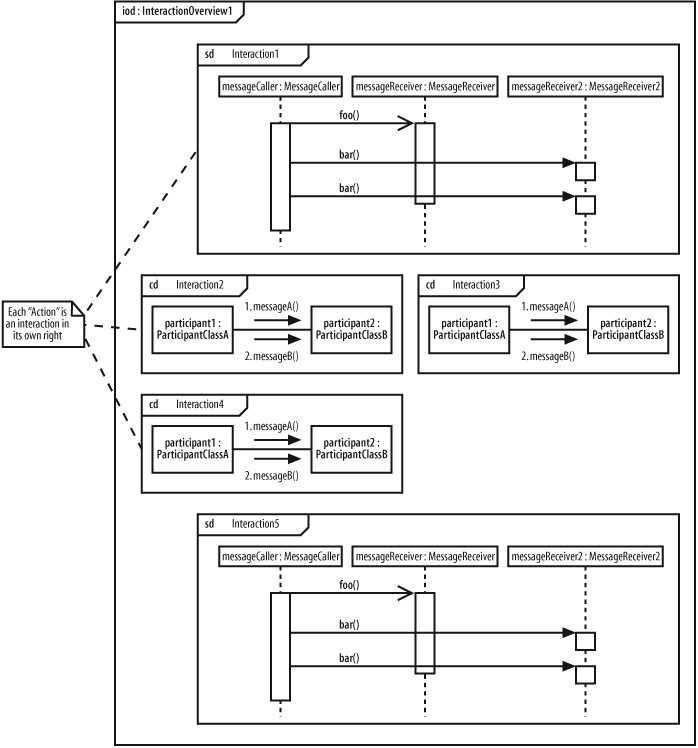 iod : InteractionOverview1
sd Interaction1
messageCaller : MessageCaller
messageReceiver : MessageReceiver
messageReceiver2 : MessageReceiver2
foo()
bar()
bar()
Each “Action” is
an interaction in
its own right
cd Interaction2
participant1 :
ParticipantClassA
1. messageA()
2. messageB()
participant2 :
ParticipantClassB
cd Interaction3
participant1 :
ParticipantClassA
1. messageA()
2. messageB()
participant2 :
ParticipantClassB
cd Interaction4
participant1 :
ParticipantClassA
1. messageA()
2. messageB()
participant2 :
ParticipantClassB
sd Interaction5
messageCaller : MessageCaller
messageReceiver : MessageReceiver
messageReceiver2 : MessageReceiver2
foo()
bar()
bar()